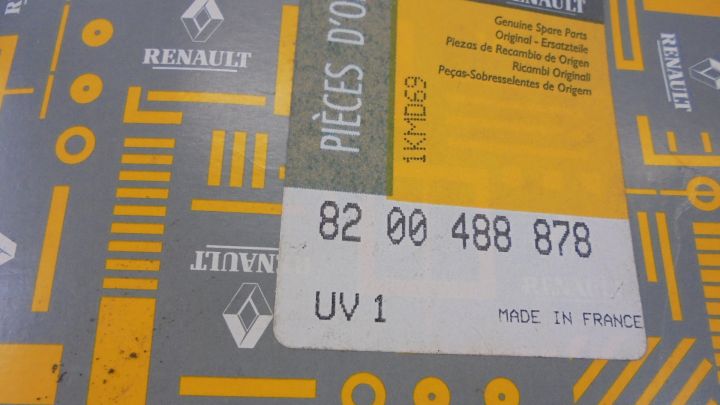 RENAULT
PIÈCES D'O
RENAULT
Genuine Spare Parts
Original - Ersatzteile
Piezas de Recambio de Origen
Ricambi Originali
Peças-Sobresselentes de Origem
1KMD69
RENAULT
82 00 488 878
UV 1
MADE IN FRANCE
RENAULT